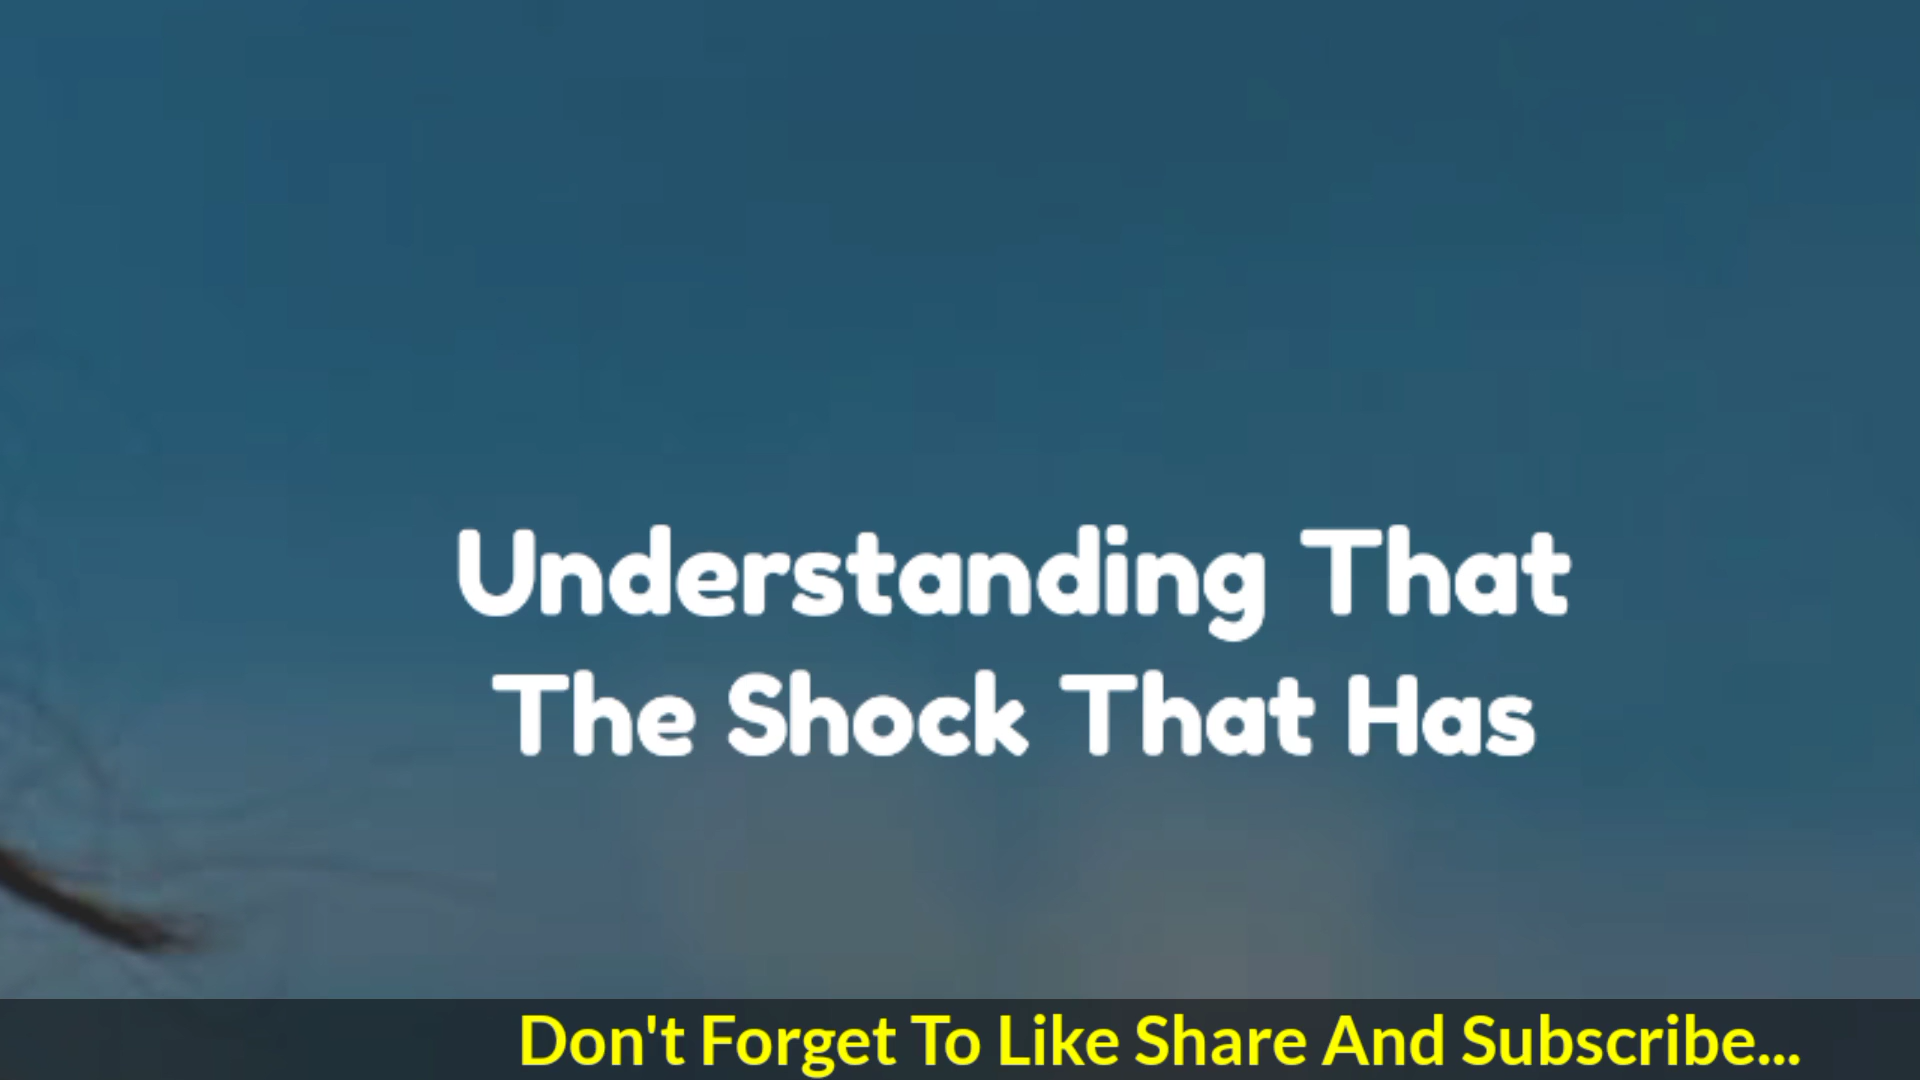 Understanding That
The Shock That Has
Don't Forget To Like Share And Subscribe...